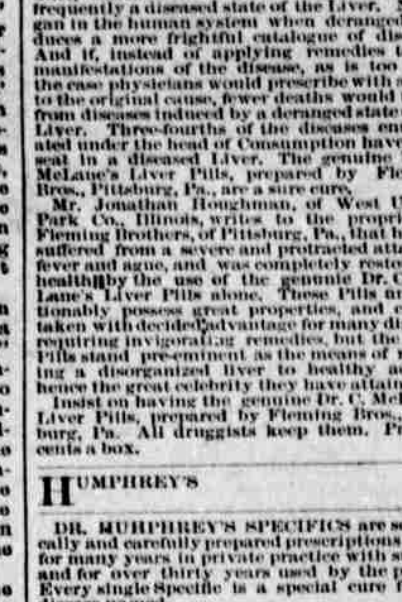 frequently a diseased state of the Liver.
gan in the human system when deranged
duces a more frightful catalogue of dis
And if, instead of applying remedies t
manifestations of the disease, as is too
the case physicians would prescribe with a
to the original cause, fewer deaths would
from diseases induced by a deranged state
Liver. Three-fourths of the diseases enu
ated under the head of Consumption have
seat in a diseased Liver. The genuine
McLane's Liver Pills, prepared by Fle
Bros., Pittsburg, Pa., are a sure cure.
Mr. Jonathan Houghman, of West U
Park Co., Illinois, writes to the propri
Fleming Brothers, of Pittsburg, Pa., that h
suffered from a severe and protracted atta
fever and ague, and was completely resto
health by the use of the genunie Dr. C
Lane's Liver Pills alone. These Pills un
tionably possess great properties, and c
taken with decided advantage for many dis
requiring invigorating remedies, but the
Pills stand pre-eminent as the means of r
ing a disorganized liver to healthy ac
hence the great celebrity they have attain
Insist on having the genuine Dr. C. McL
Liver Pills, prepared by Fleming Bros.,
burg, Pa. All druggists keep them. Pr
cents a box.
HUMPHREY'S
DR. MURPHREY'S SPECIFICS are sc
cally and carefully prepared prescriptions
for many years in private practice with s
and for over thirty years used by the p
Every single Specific is a special cure f